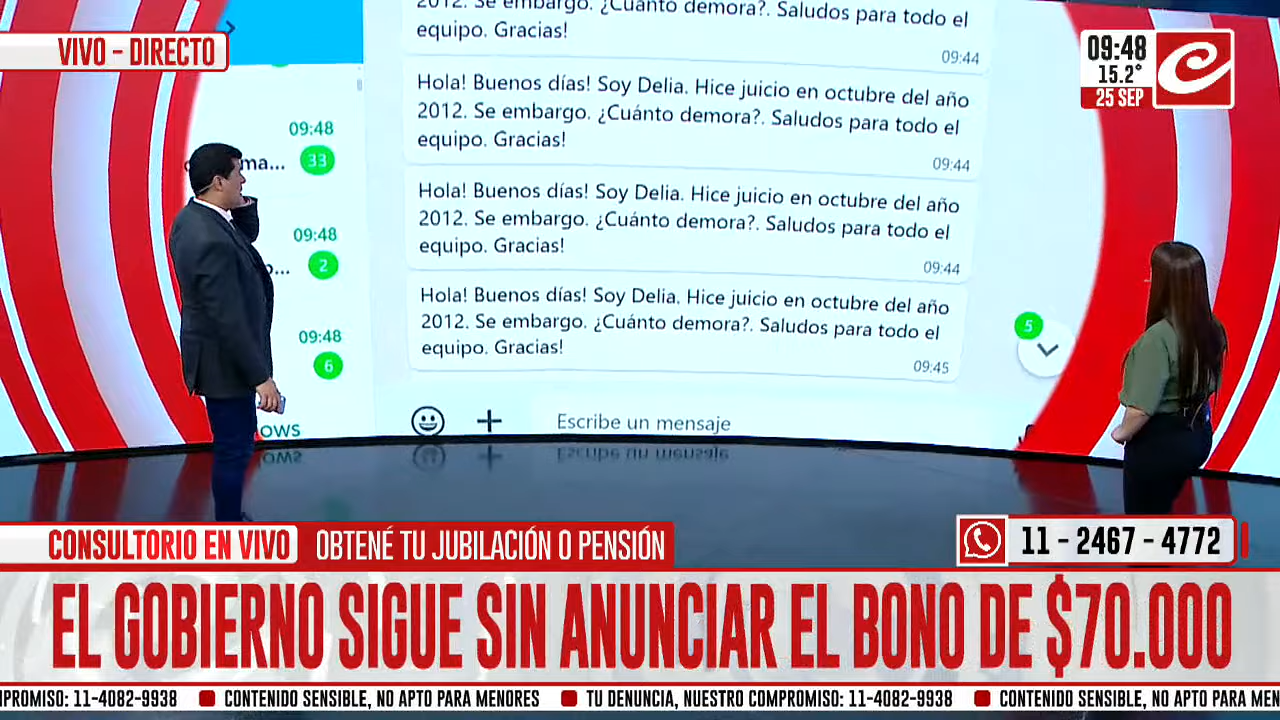 VIVO - DIRECTO
09:48
15.2°
25 SEP
2012. Se embargo. ¿Cuánto demora?. Saludos para todo el
equipo. Gracias!
09:44
Hola! Buenos días! Soy Delia. Hice juicio en octubre del año
2012. Se embargo. ¿Cuánto demora?. Saludos para todo el
equipo. Gracias!
09:44
Hola! Buenos días! Soy Delia. Hice juicio en octubre del año
2012. Se embargo. ¿Cuánto demora?. Saludos para todo el
equipo. Gracias!
09:44
Hola! Buenos días! Soy Delia. Hice juicio en octubre del año
2012. Se embargo. ¿Cuánto demora?. Saludos para todo el
equipo. Gracias!
09:45
09:48
ma... 33
09:48
2
09:48
6
5
Escribe un mensaje
CONSULTORIO EN VIVO OBTENÉ TU JUBILACIÓN O PENSIÓN
11 - 2467 - 4772
EL GOBIERNO SIGUE SIN ANUNCIAR EL BONO DE $70.000
MPROMISO: 11-4082-9938 CONTENIDO SENSIBLE, NO APTO PARA MENORES TU DENUNCIA, NUESTRO COMPROMISO: 11-4082-9938 CONTENIDO SENSIBLE, NO APTO PARA MEN